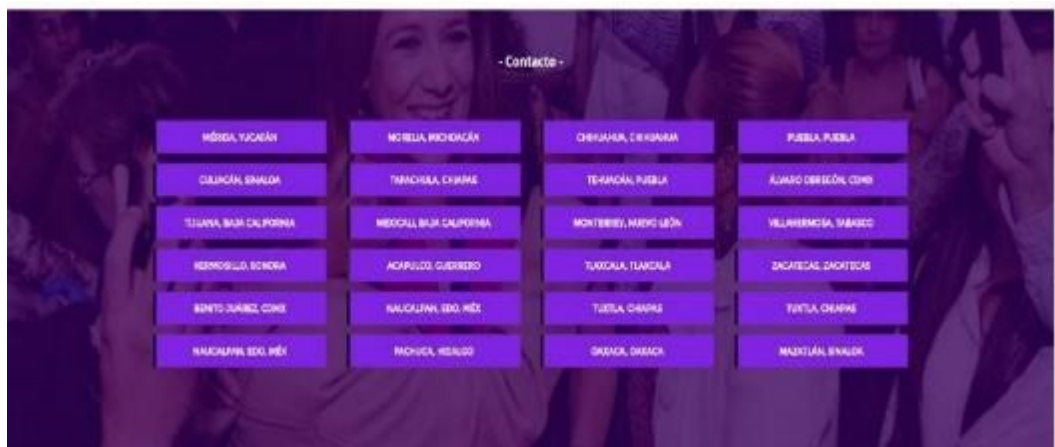 - Contacto -
MÉRIDA, YUCATÁN
MORELIA, MICHOACÁN
CHIHUAHUA, CHIHUAHUA
PUEBLA, PUEBLA
CULIACÁN, SINALOA
TAPACHULA, CHIAPAS
TEHUACÁN, PUEBLA
ÁLVARO OBREGÓN, CDMX
TIJUANA, BAJA CALIFORNIA
MEXICALI, BAJA CALIFORNIA
MONTERREY, NUEVO LEÓN
VILLAHERMOSA, TABASCO
HERMOSILLO, SONORA
ACAPULCO, GUERRERO
TLAXCALA, TLAXCALA
ZACATECAS, ZACATECAS
BENITO JUÁREZ, CDMX
NAUCALPAN, EDO. MÉX
TUXTLA, CHIAPAS
TUXTLA, CHIAPAS
NAUCALPAN, EDO. MÉX
PACHUCA, HIDALGO
OAXACA, OAXACA
MAZATLÁN, SINALOA